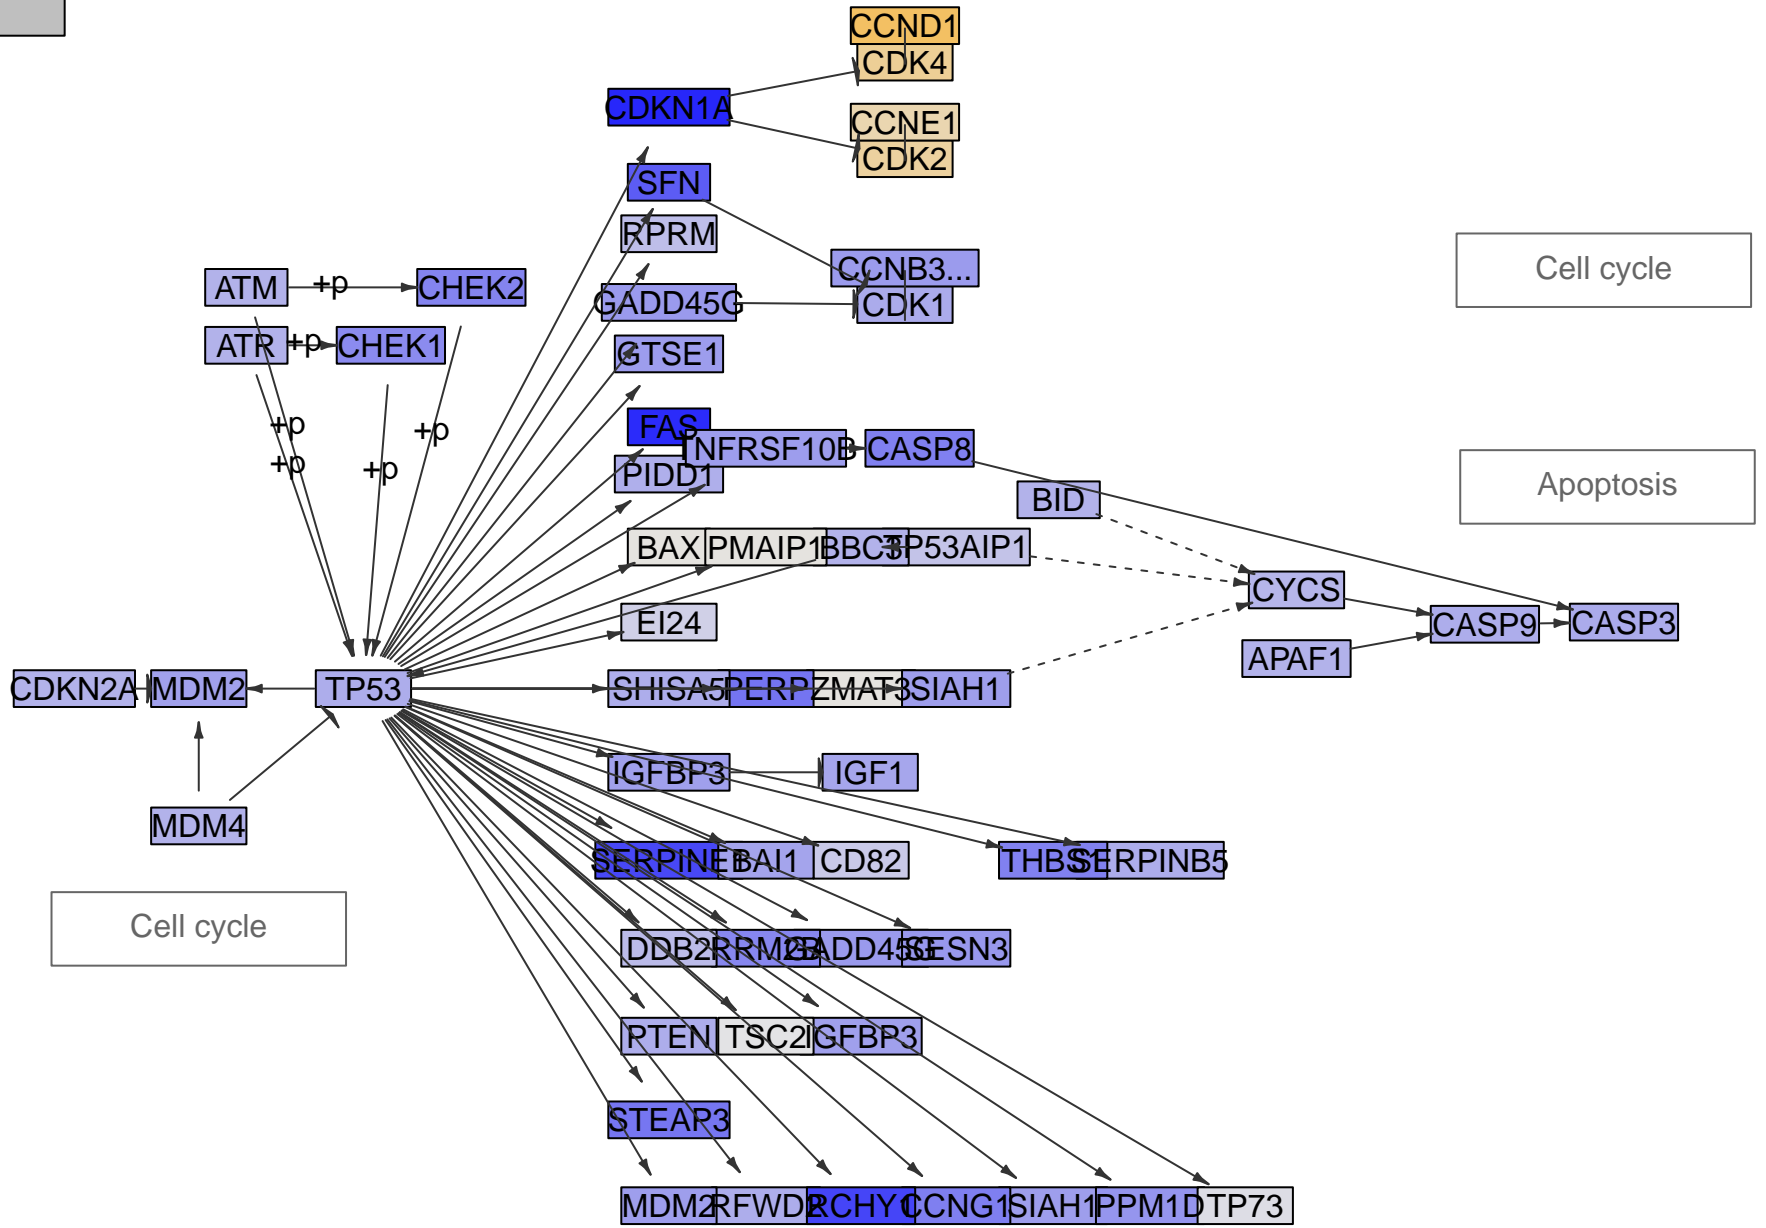 CCND1
CDK4
CDKN1A
CCNE1
CDK2
SFN
RPRM
CCNB3...
Cell cycle
ATM
+p
CHEK2
GADD45G
CDK1
ATR
+p
CHEK1
GTSE1
+p
+p
FAS
TNFRSF10B
CASP8
+p
+p
PIDD1
Apoptosis
BID
BAX
PMAIP1
BBC3
TP53AIP1
CYCS
EI24
CASP9
CASP3
APAF1
CDKN2A
MDM2
TP53
SHISA5
PERP
ZMAT3
SIAH1
IGFBP3
IGF1
MDM4
SERPINE1
BAI1
CD82
THBS1
SERPINB5
Cell cycle
DDB2
RRM2B
GADD45G
SESN3
PTEN
TSC2
IGFBP3
STEAP3
MDM2
RFWD2
RCHY1
CCNG1
SIAH1
PPM1D
TP73